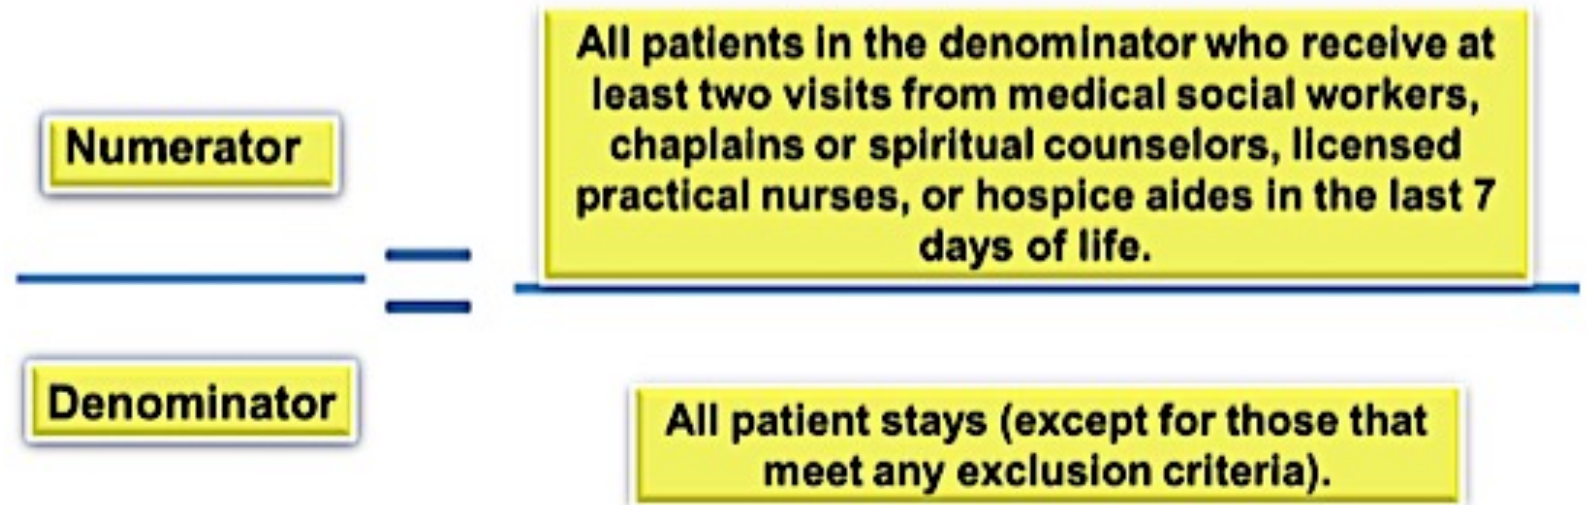 Numerator
Denominator
All patients in the denominator who receive at
least two visits from medical social workers,
chaplains or spiritual counselors, licensed
practical nurses, or hospice aides in the last 7
days of life.
All patient stays (except for those that
meet any exclusion criteria).